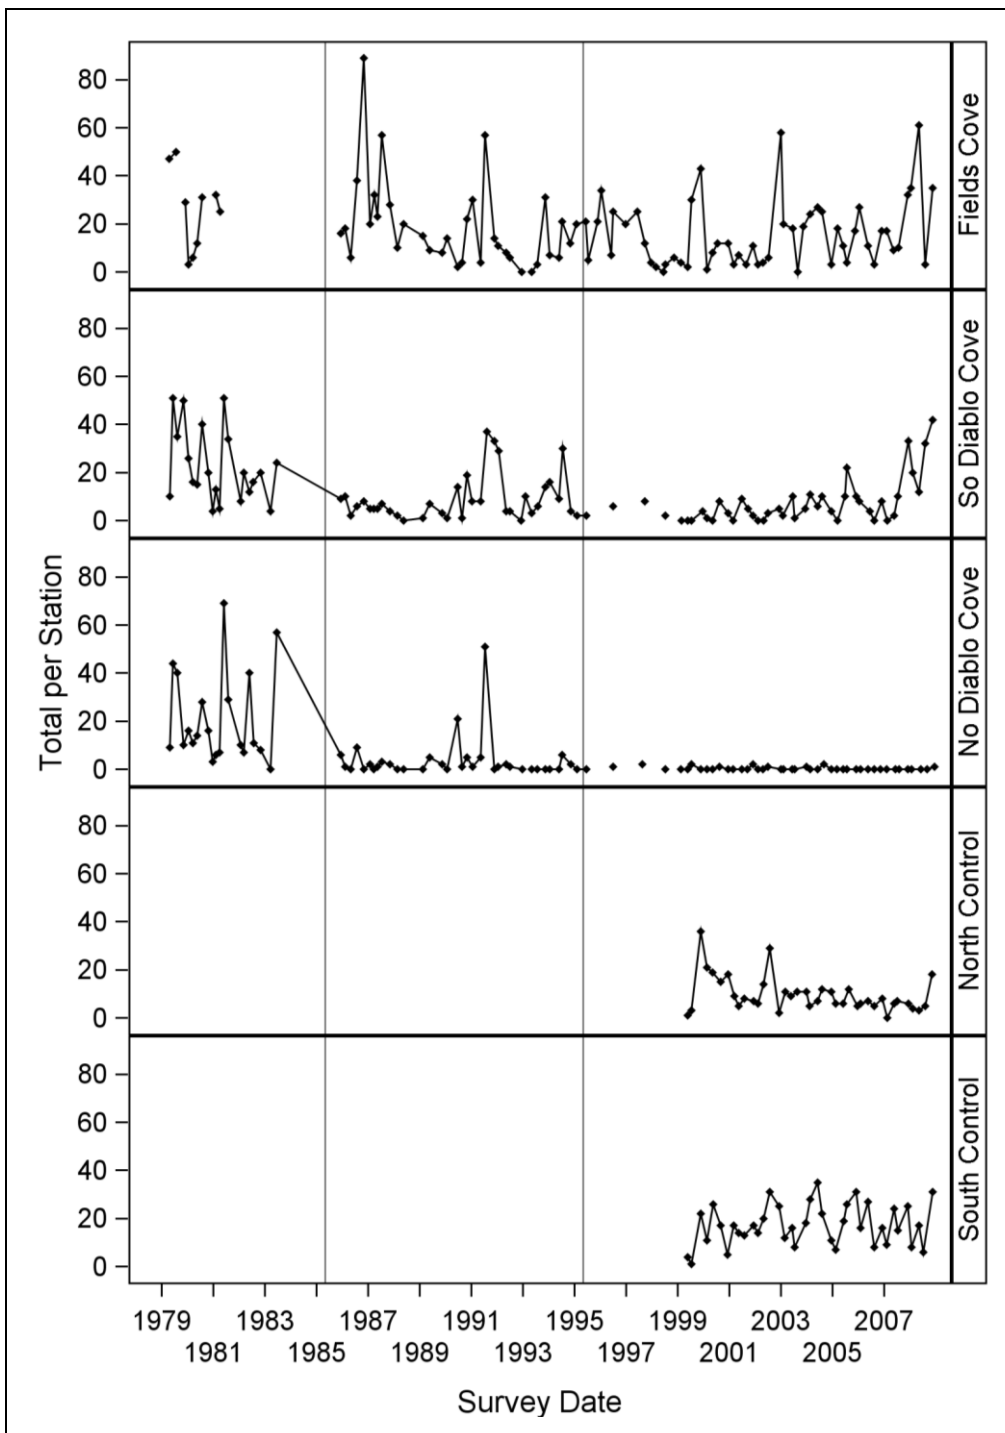 80
60
40
20
0
Fields Cove
80
60
40
20
0
So Diablo Cove
80
60
40
20
0
No Diablo Cove
80
60
40
20
0
North Control
80
60
40
20
0
South Control
Total per Station
1979 1983 1987 1991 1995 1999 2003 2007
1981 1985 1989 1993 1997 2001 2005
Survey Date